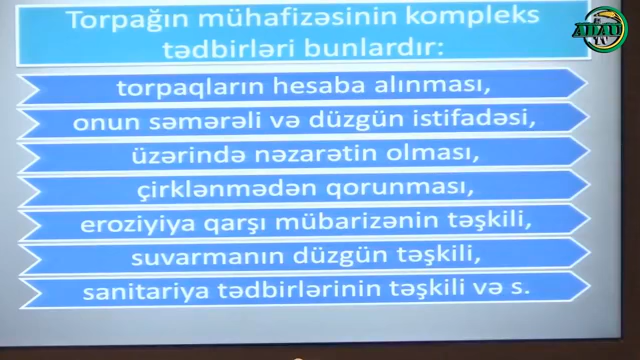 Torpağın mühafizəsinin kompleks
tədbirləri bunlardır:
torpaqların hesaba alınması,
onun səmərəli və düzgün istifadəsi,
üzərində nəzarətin olması,
çirklənmədən qorunması,
eroziyiya qarşı mübarizənin təşkili,
suvarmanın düzgün təşkili,
sanitariya tədbirlərinin təşkili və s.
ADAU
TV